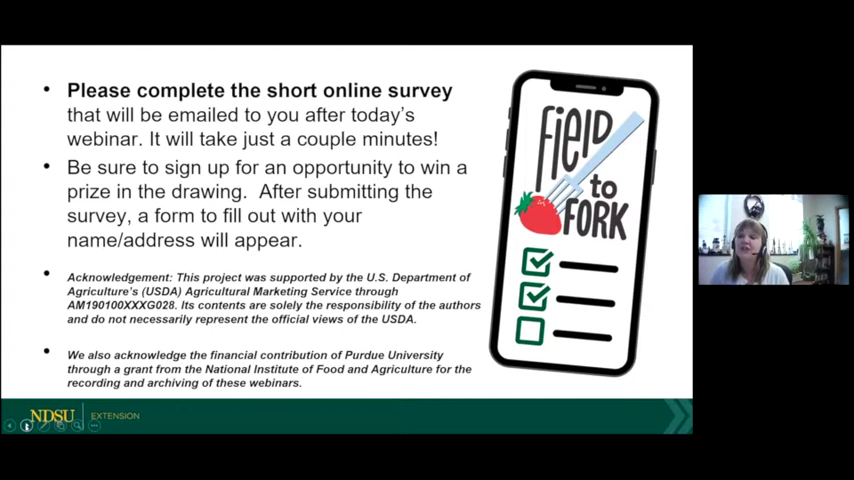 Please complete the short online survey
that will be emailed to you after today's
webinar. It will take just a couple minutes!
Be sure to sign up for an opportunity to win a
prize in the drawing. After submitting the
survey, a form to fill out with your
name/address will appear.
Acknowledgement: This project was supported by the U.S. Department of
Agriculture's (USDA) Agricultural Marketing Service through
AM190100XXXG028. Its contents are solely the responsibility of the authors
and do not necessarily represent the official views of the USDA.
We also acknowledge the financial contribution of Purdue University
through a grant from the National Institute of Food and Agriculture for the
recording and archiving of these webinars.
FielD
to
FORK
NDSU EXTENSION